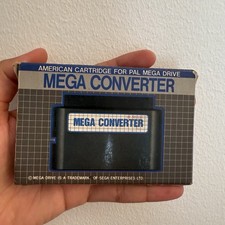 AMERICAN CARTRIDGE FOR PAL MEGA DRIVE
MEGA CONVERTER
MEGA CONVERTER
© MEGA DRIVE IS A TRADEMARK OF SEGA ENTERPRISES LTD.